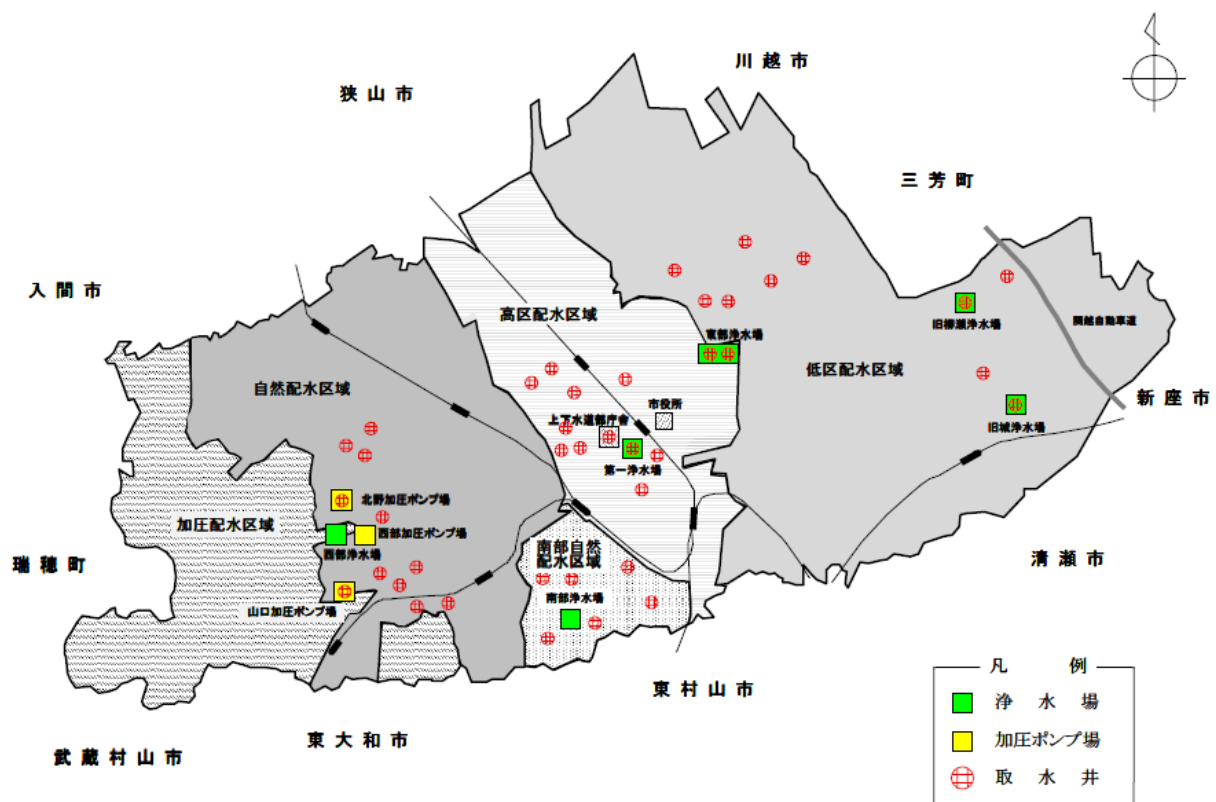 川越市
狭山市
三芳町
入間市
高区配水区域
旧柳瀬浄水場
関越自動車道
東部浄水場
低区配水区域
自然配水区域
新座市
市役所
上下水道部庁舎
旧城浄水場
第一浄水場
北野加圧ポンプ場
加圧配水区域
西部加圧ポンプ場
西部浄水場
南部自然
配水区域
瑞穂町
清瀬市
南部浄水場
山口加圧ポンプ場
東村山市
凡例
浄水場
東大和市
武蔵村山市
加圧ポンプ場
取水井